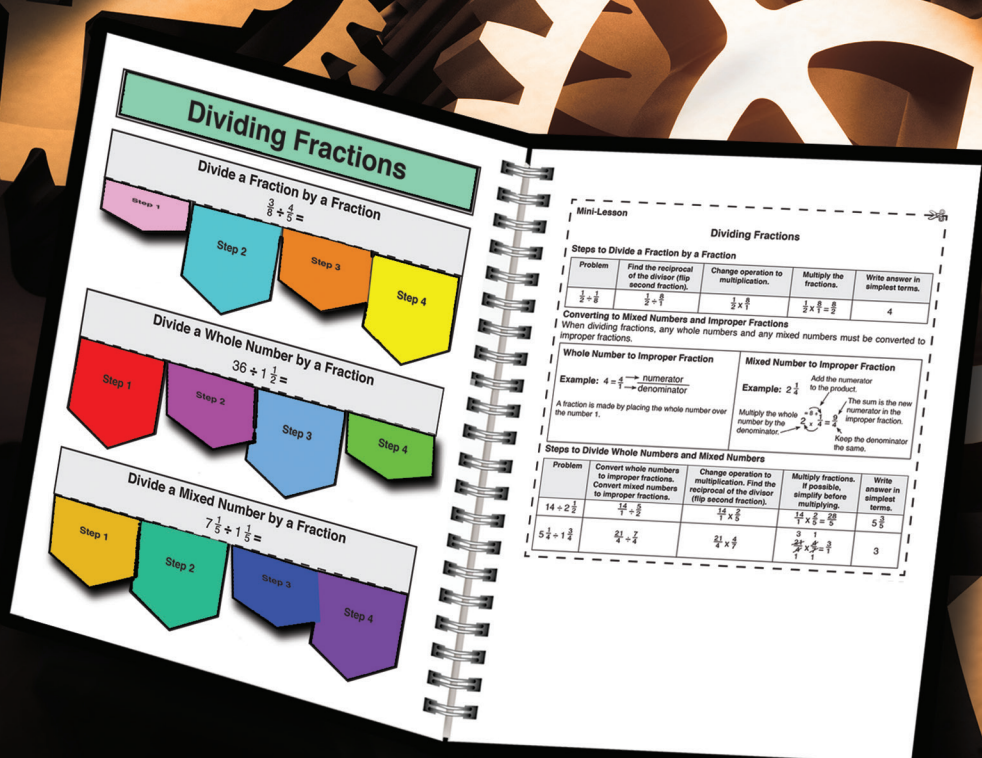 Dividing Fractions
Divide a Fraction by a Fraction
3/8 ÷ 4/5 =
Step 1
Step 2
Step 3
Step 4
Divide a Whole Number by a Fraction
36 ÷ 1 1/2 =
Step 1
Step 2
Step 3
Step 4
Divide a Mixed Number by a Fraction
7 1/5 ÷ 1 1/5 =
Step 1
Step 2
Step 3
Step 4
Mini-Lesson
Dividing Fractions
Steps to Divide a Fraction by a Fraction
Problem
Find the reciprocal
of the divisor (flip
second fraction).
Change operation to
multiplication.
Multiply the
fractions.
Write answer in
simplest terms.
1/2 ÷ 1/8
1/2 ÷ 8/1
1/2 x 8/1
1/2 x 8/1 = 8/2
4
Converting to Mixed Numbers and Improper Fractions
When dividing fractions, any whole numbers and any mixed numbers must be converted to
improper fractions.
Whole Number to Improper Fraction
Example: 4 = 4/1 → numerator
→ denominator
A fraction is made by placing the whole number over
the number 1.
Mixed Number to Improper Fraction
Example: 2 1/4
Add the numerator
to the product.
Multiply the whole
number by the
denominator.
2 1/4 = 9/4
The sum is the new
numerator in the
improper fraction.
Keep the denominator
the same.
Steps to Divide Whole Numbers and Mixed Numbers
Problem
Convert whole numbers
to improper fractions.
Convert mixed numbers
to improper fractions.
Change operation to
multiplication. Find the
reciprocal of the divisor
(flip second fraction).
Multiply fractions.
If possible,
simplify before
multiplying.
Write
answer in
simplest
terms.
14 ÷ 2 1/2
14/1 ÷ 5/2
14/1 x 2/5
14/1 x 2/5 = 28/5
5 3/5
5 1/4 ÷ 1 3/4
21/4 ÷ 7/4
21/4 x 4/7
3 1
21/4 x 4/7 = 3/1
1 1
3